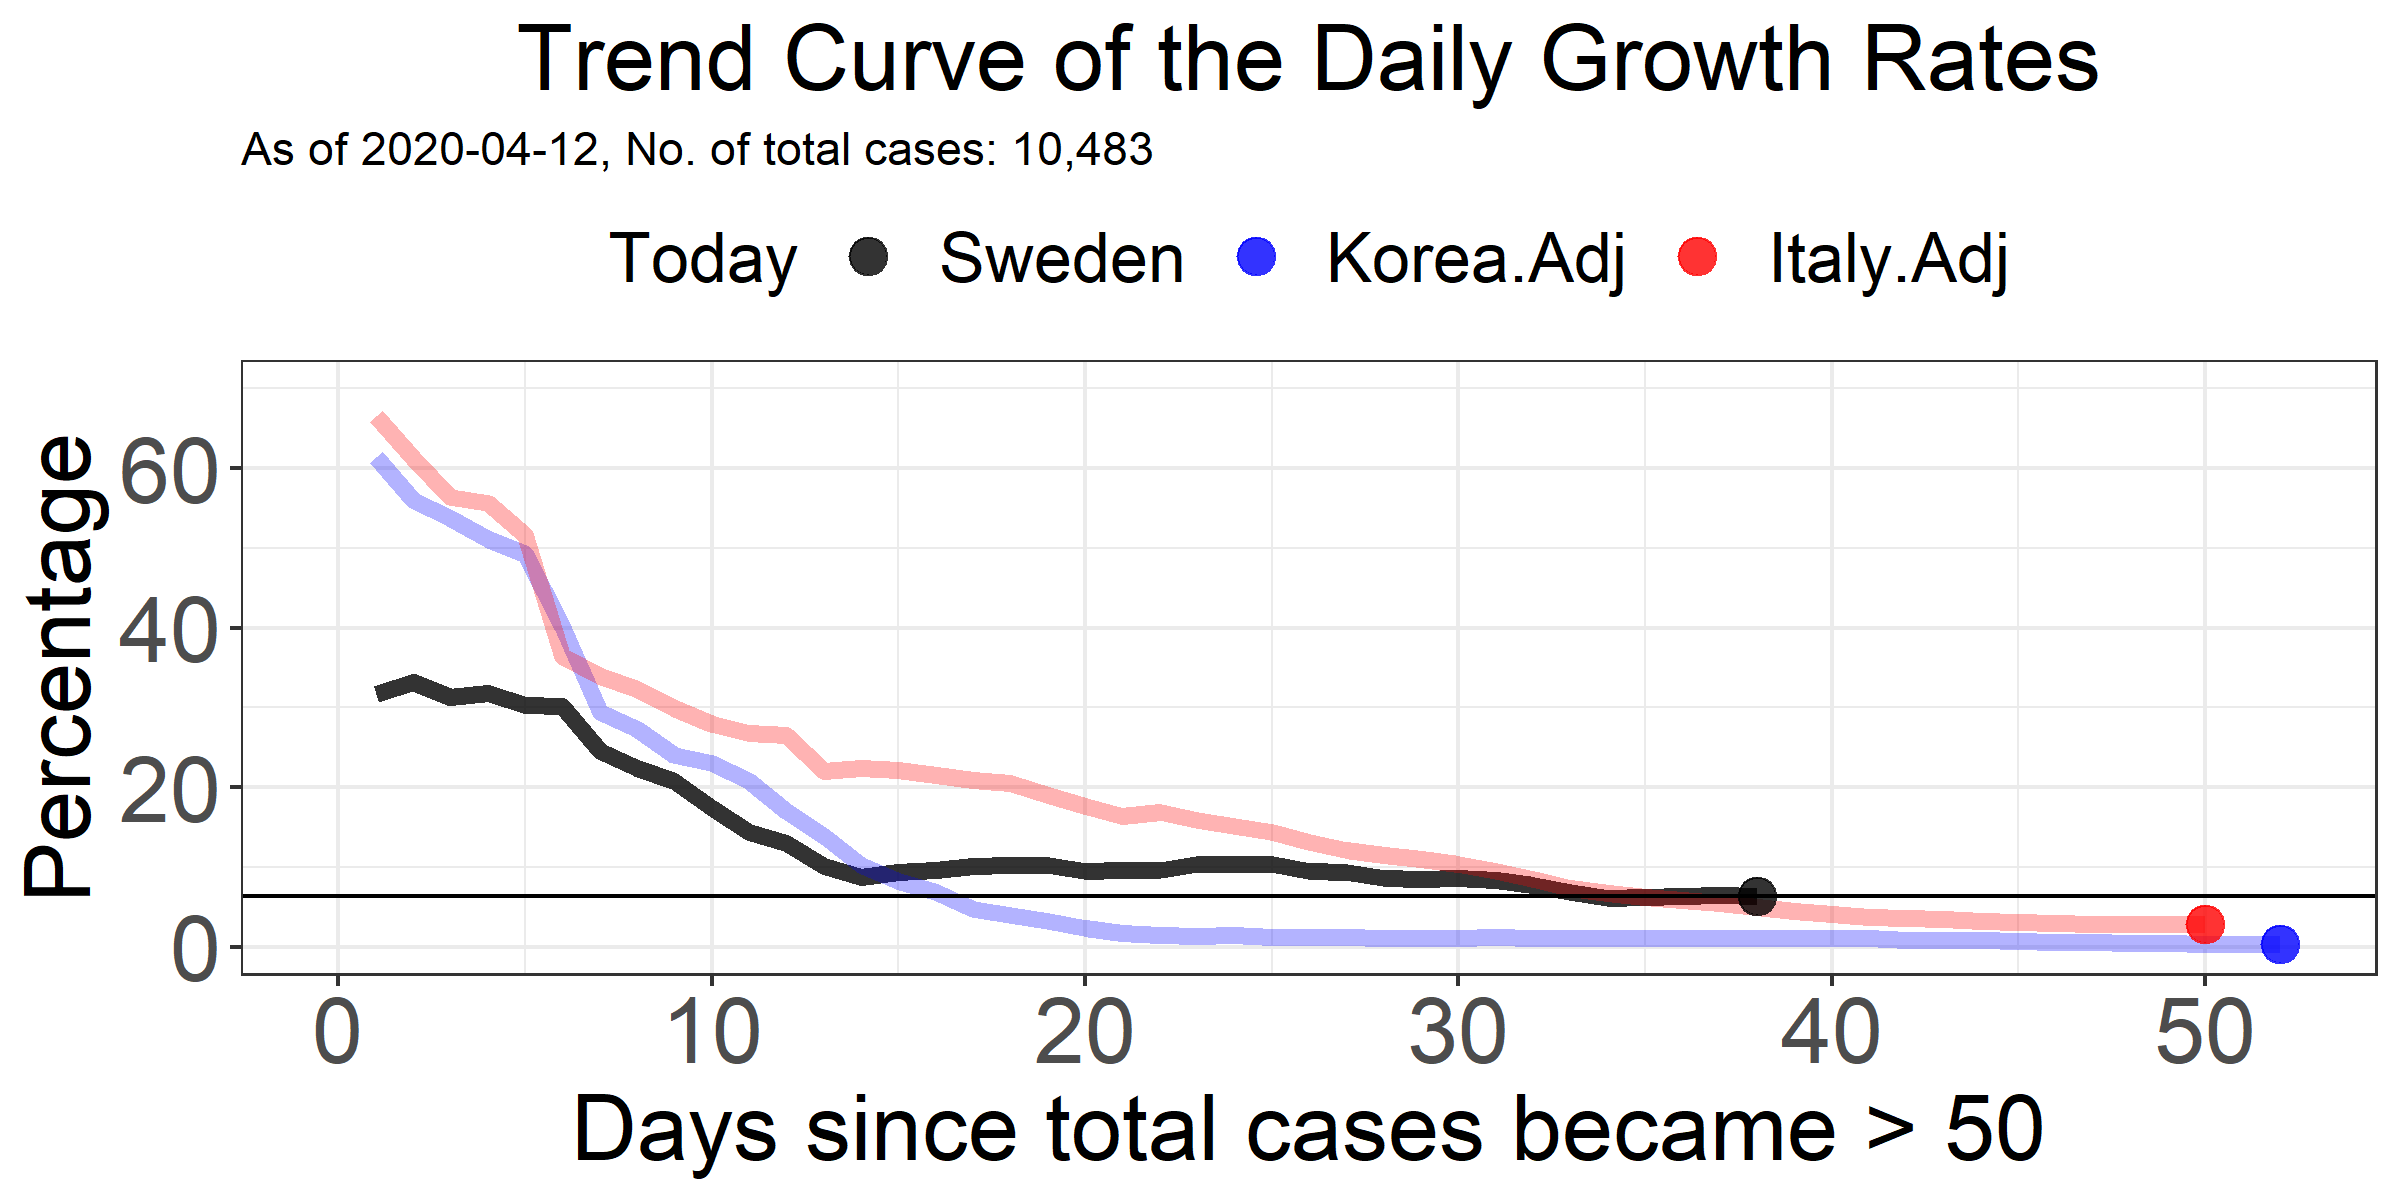 Trend Curve of the Daily Growth Rates
As of 2020-04-12, No. of total cases: 10,483
Today Sweden Korea.Adj Italy.Adj
Percentage
60
40
20
0
0 10 20 30 40 50
Days since total cases became > 50